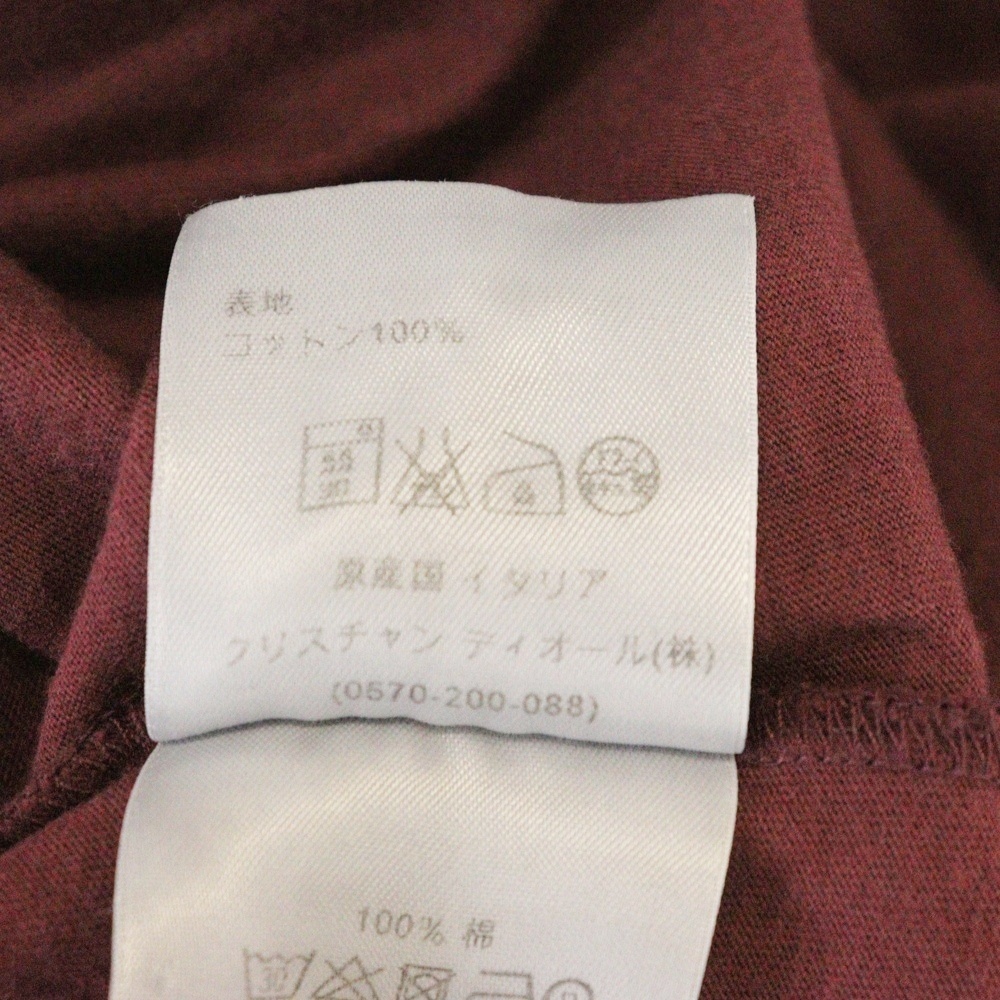 表地
コットン100%
原産国 イタリア
クリスチャン ディオール(株)
(0570-200-088)
100% 棉